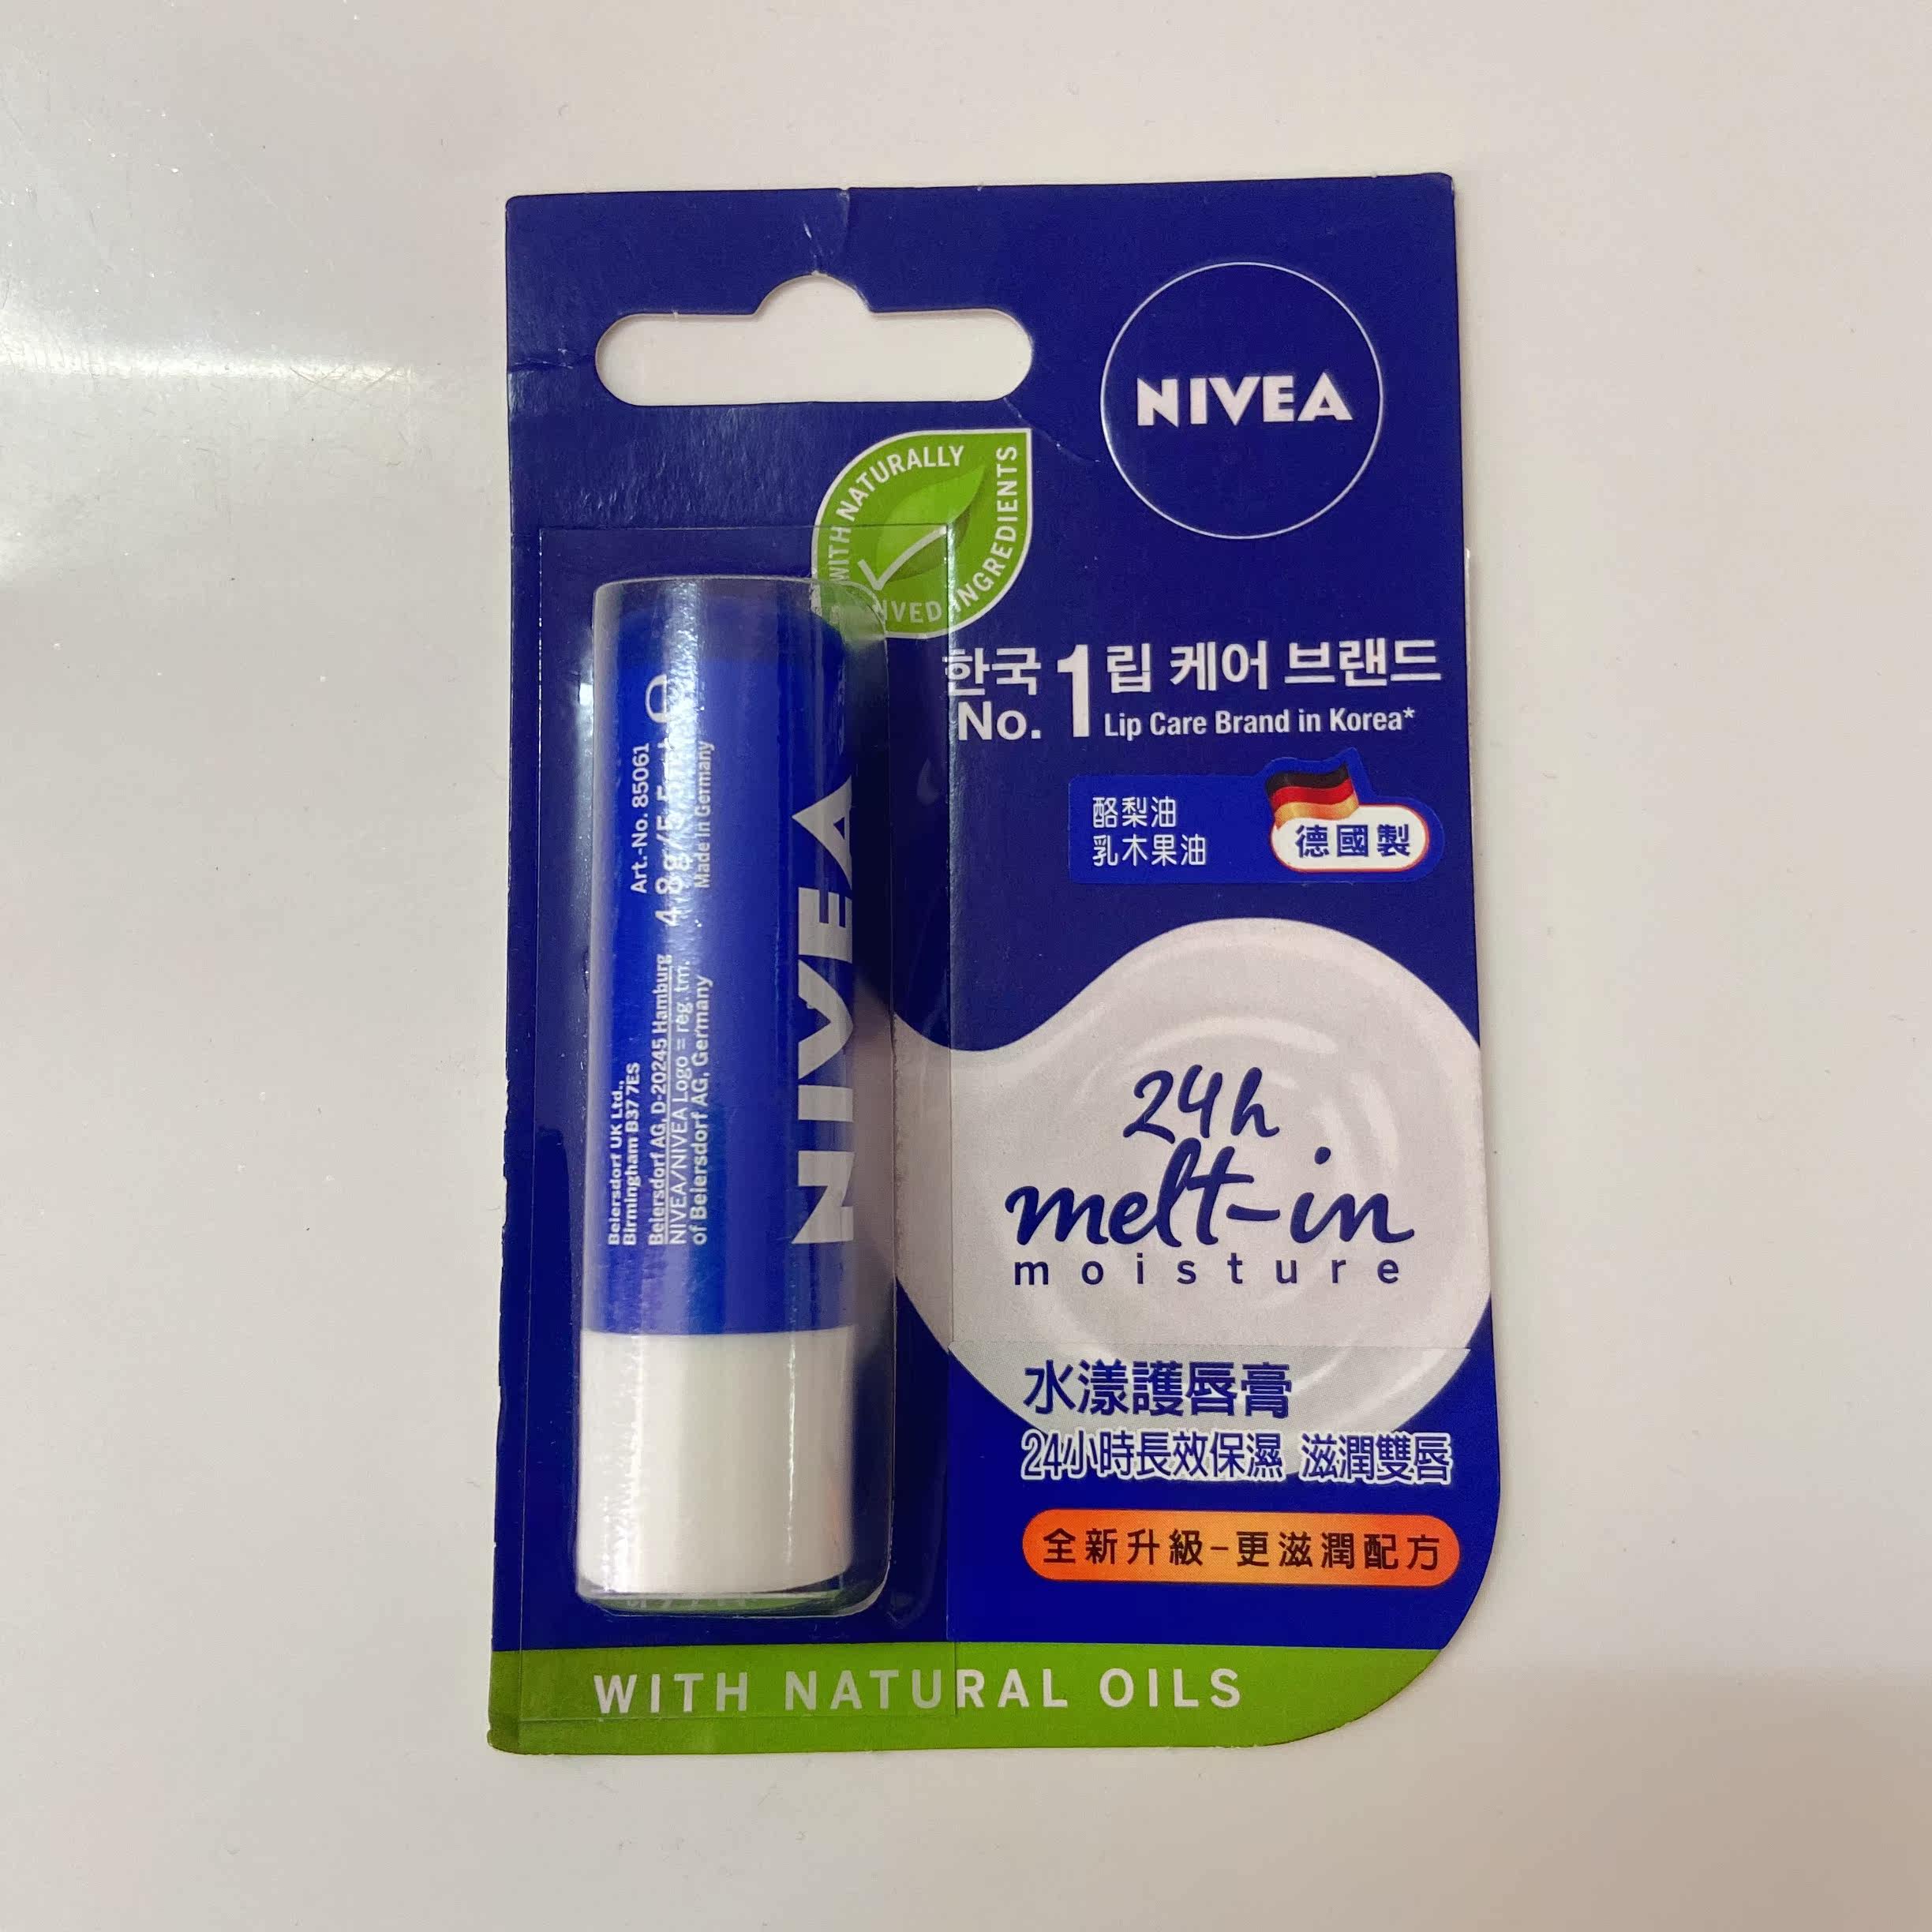 NIVEA
WITH NATURALLY
INGREDIENTS
한국 No. 1 립 케어 브랜드
Lip Care Brand in Korea*
酪梨油
乳木果油
德國製
24h
melt-in
moisture
水漾護唇膏
24小時長效保濕 滋潤雙唇
全新升級-更滋潤配方
WITH NATURAL OILS
NIVEA
Art.-No. 85061
Made in Germany
Beiersdorf UK Ltd.,
Birmingham B37 7ES
Beiersdorf AG, D-20245 Hamburg
NIVEA/NIVEA Logo = reg. tm.
of Beiersdorf AG, Germany